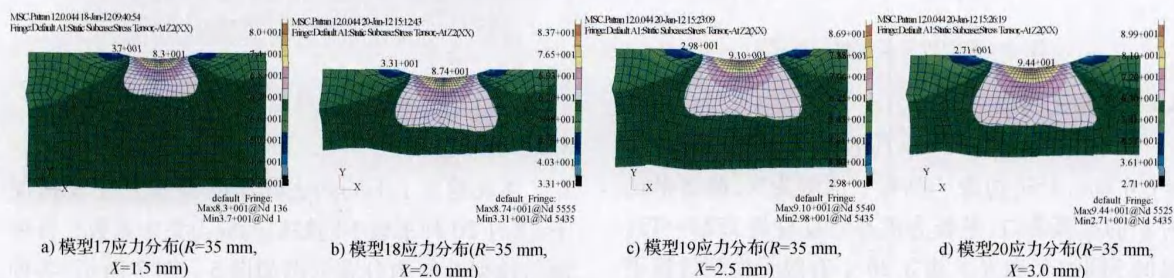 MSC.Patran 12.0.044 18-Jan-12 09:40:54
Fringe:Default A1:Static Subcase:Stress Tensor,-At Z2(XX)
8.0+001
37+001
8.3+001
Y
X
default_Fringe:
Max8.3+001@Nd 136
Min3.7+001@Nd 1
a) 模型17应力分布(R=35 mm,
X=1.5 mm)
MSC.Patran 12.0.044 20-Jan-12 15:12:43
Fringe:Default A1:Static Subcase:Stress Tensor,-At Z2(XX)
8.37+001
7.65+001
6.93+001
4.03+001
3.31+001
3.31+001
8.74+001
Y
X
default_Fringe:
Max8.74+001@Nd 5555
Min3.31+001@Nd 5435
b) 模型18应力分布(R=35 mm,
X=2.0 mm)
MSC.Patran 12.0.044 20-Jan-12 15:23:09
Fringe:Default A1:Static Subcase:Stress Tensor,-At Z2(XX)
8.69+001
7.87+001
2.98+001
2.98+001
9.10+001
Y
X
default_Fringe:
Max9.10+001@Nd 5540
Min2.98+001@Nd 5435
c) 模型19应力分布(R=35 mm,
X=2.5 mm)
MSC.Patran 12.0.044 20-Jan-12 15:26:19
Fringe:Default A1:Static Subcase:Stress Tensor,-At Z2(XX)
8.99+001
8.10+001
3.61+001
2.71+001
2.71+001
9.44+001
Y
X
default_Fringe:
Max9.44+001@Nd 5525
Min2.71+001@Nd 5435
d) 模型20应力分布(R=35 mm,
X=3.0 mm)